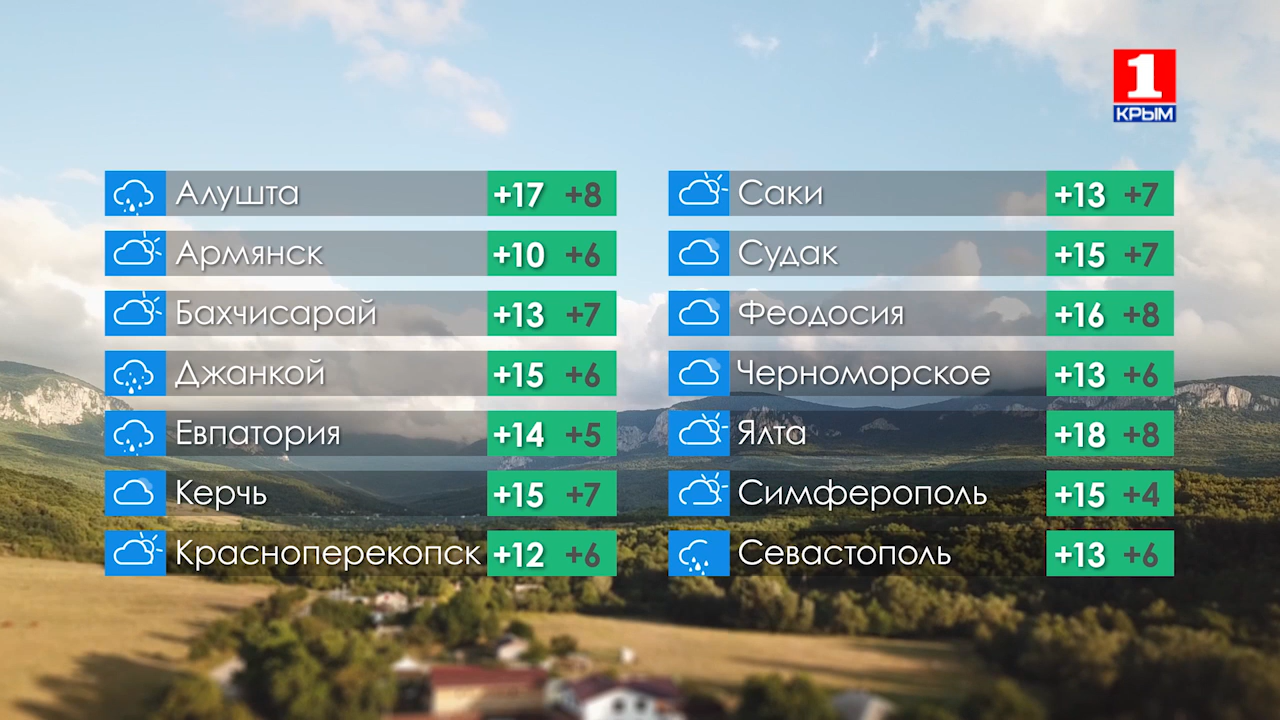 1
КРЫМ
Алушта +17 +8
Армянск +10 +6
Бахчисарай +13 +7
Джанкой +15 +6
Евпатория +14 +5
Керчь +15 +7
Красноперекопск +12 +6
Саки +13 +7
Судак +15 +7
Феодосия +16 +8
Черноморское +13 +6
Ялта +18 +8
Симферополь +15 +4
Севастополь +13 +6